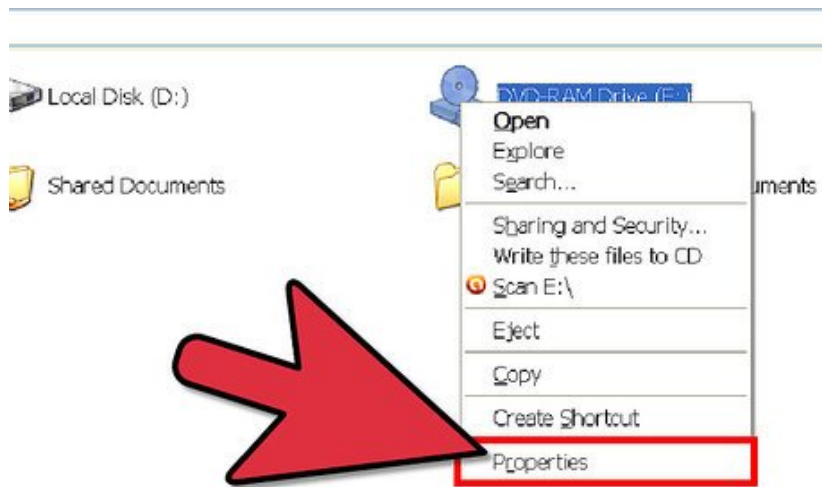 Local Disk (D:)
DVD-RAM Drive (E:)
Shared Documents
uments
Open
Explore
Search...
Sharing and Security...
Write these files to CD
Scan E:\
Eject
Copy
Create Shortcut
Properties